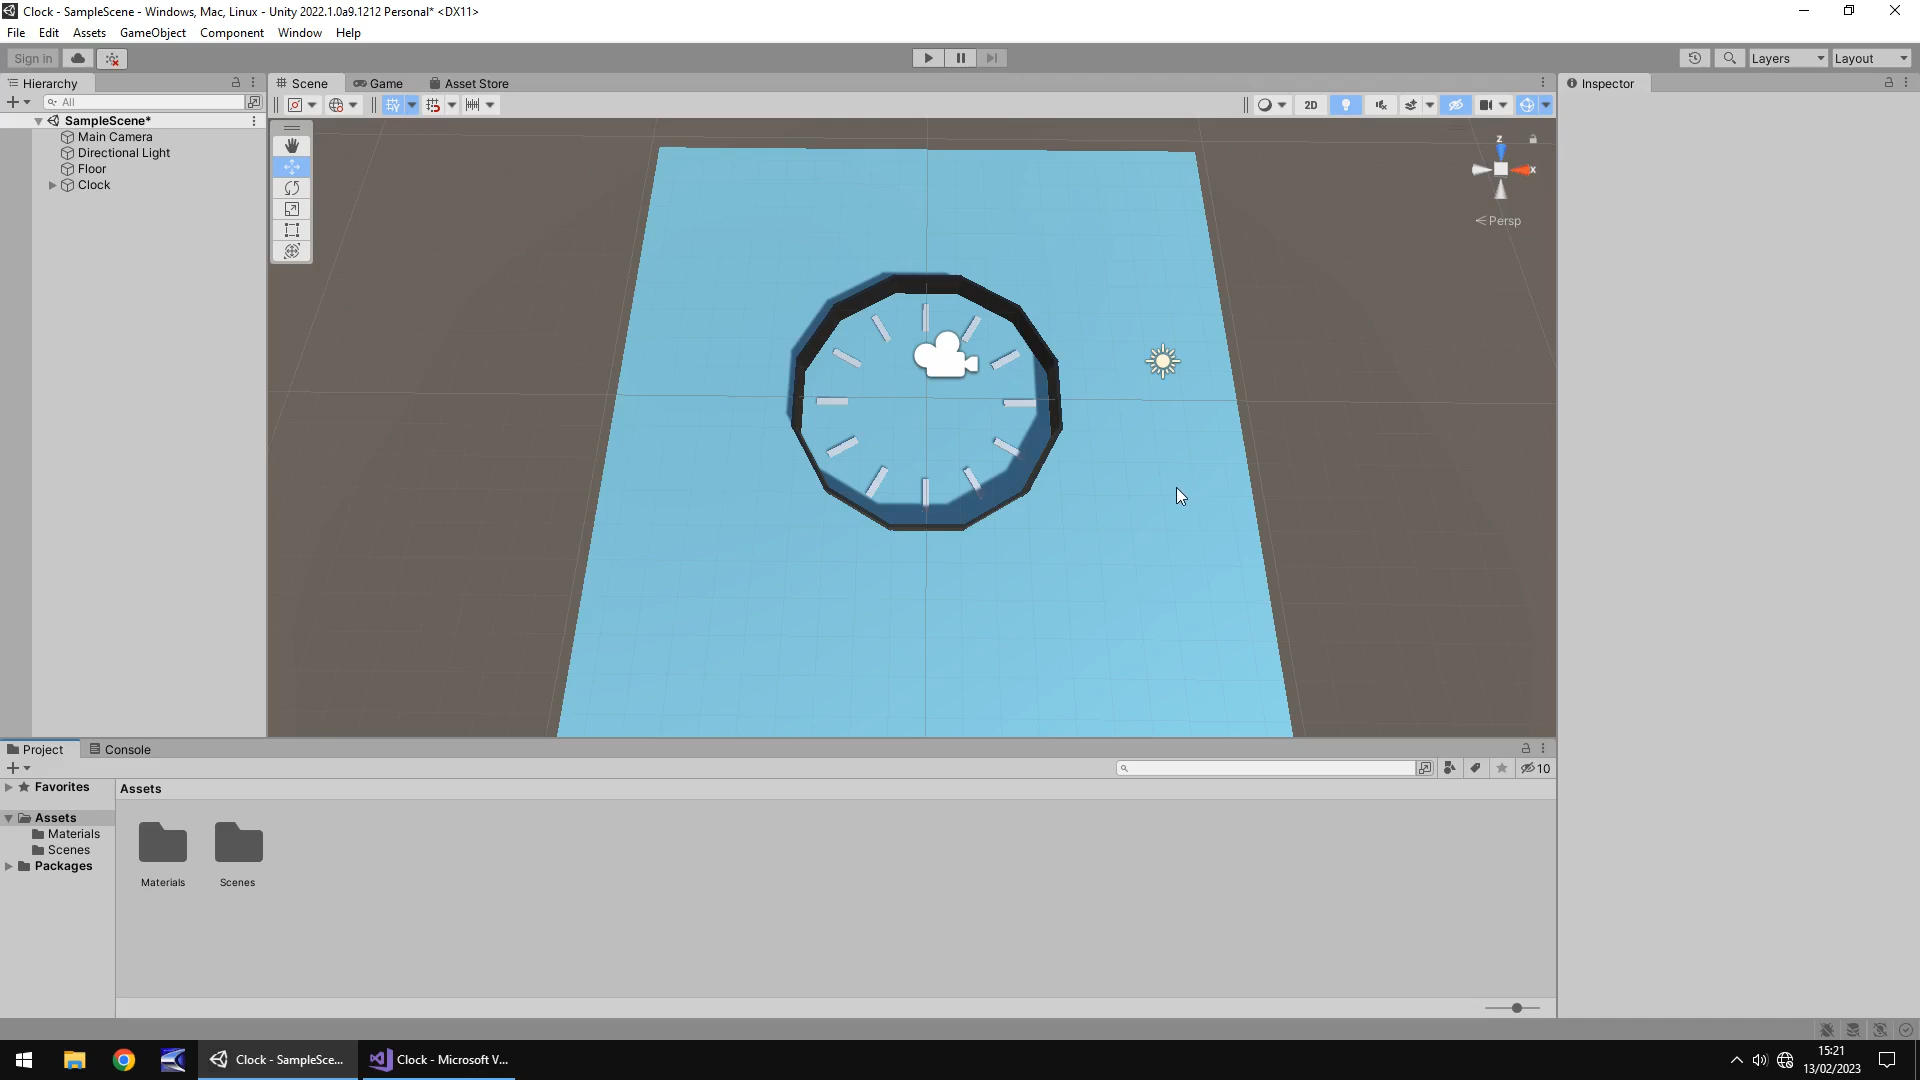 Clock - SampleScene - Windows, Mac, Linux - Unity 2022.1.0a9.1212 Personal* <DX11>
File Edit Assets GameObject Component Window Help
Sign in
Layers
Layout
Hierarchy
Scene
Game
Asset Store
Inspector
All
2D
SampleScene*
Main Camera
Directional Light
Floor
Clock
z
x
Persp
Project
Console
10
Favorites
Assets
Assets
Materials
Scenes
Packages
Materials
Scenes
Clock - SampleSce...
Clock - Microsoft V...
15:21
13/02/2023